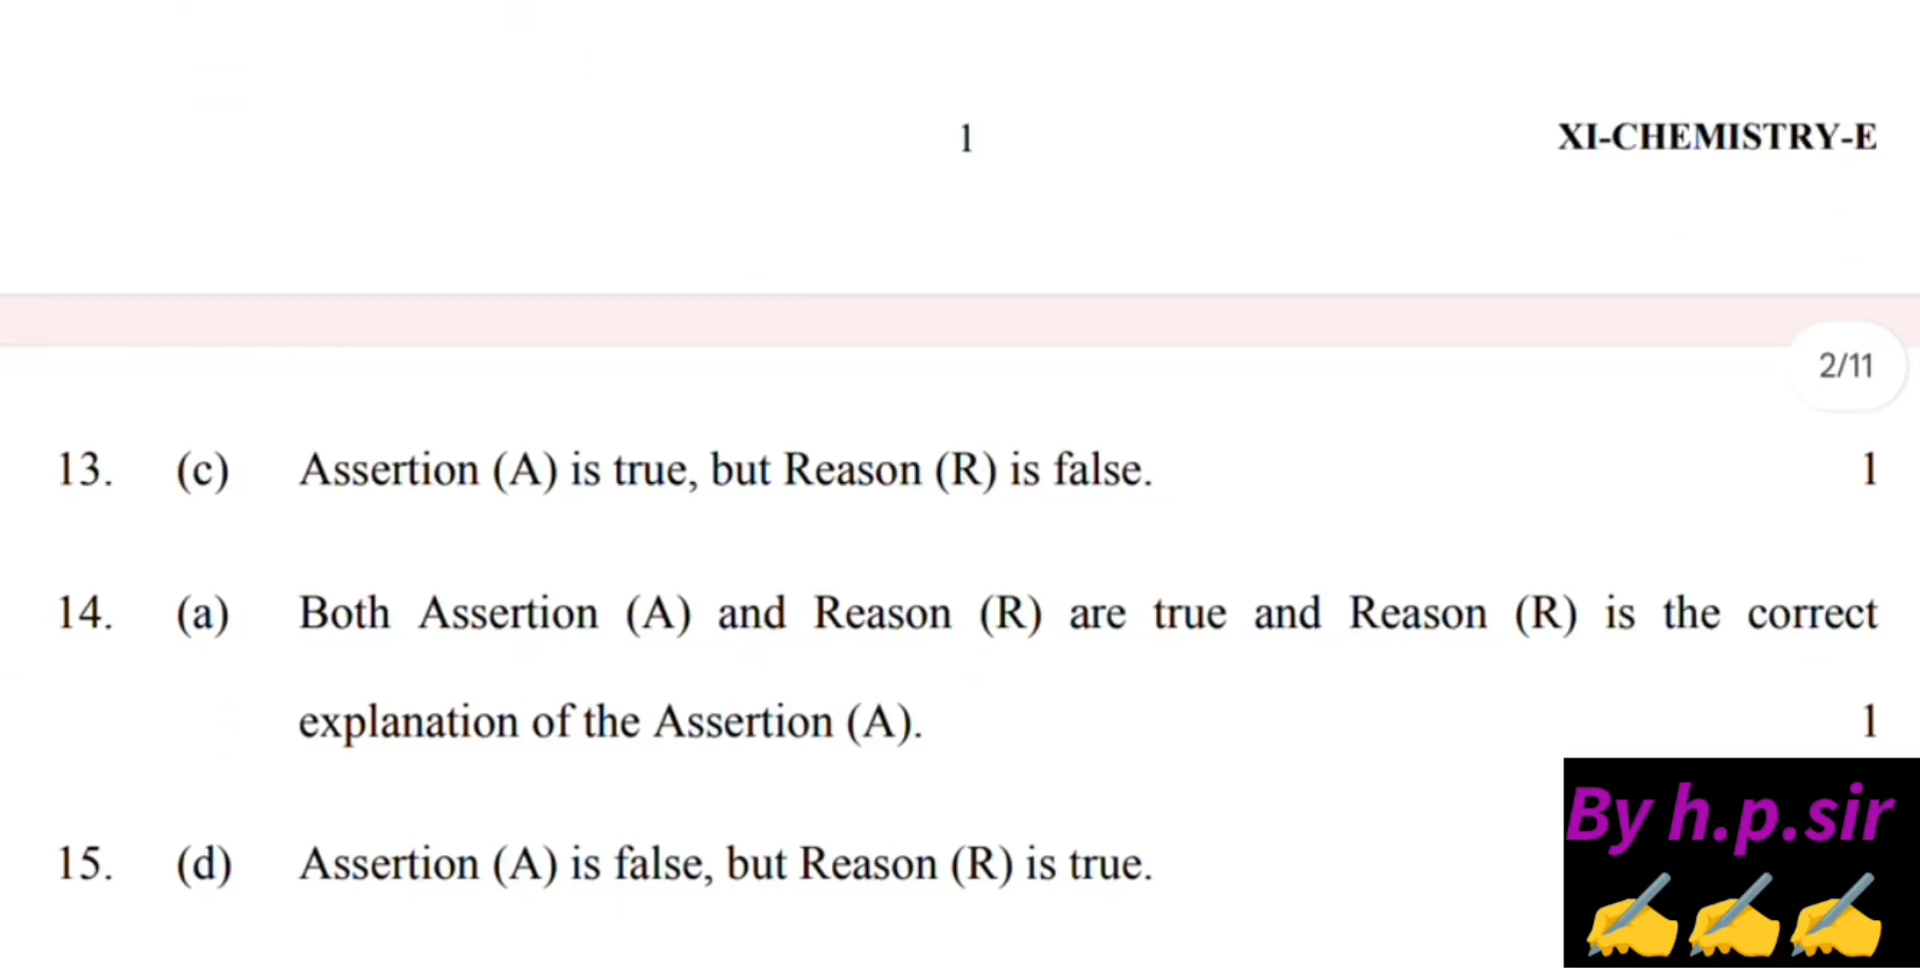 1 XI-CHEMISTRY-E
2/11
13. (c) Assertion (A) is true, but Reason (R) is false. 1
14. (a) Both Assertion (A) and Reason (R) are true and Reason (R) is the correct
explanation of the Assertion (A). 1
15. (d) Assertion (A) is false, but Reason (R) is true.
By h.p.sir
✍✍✍